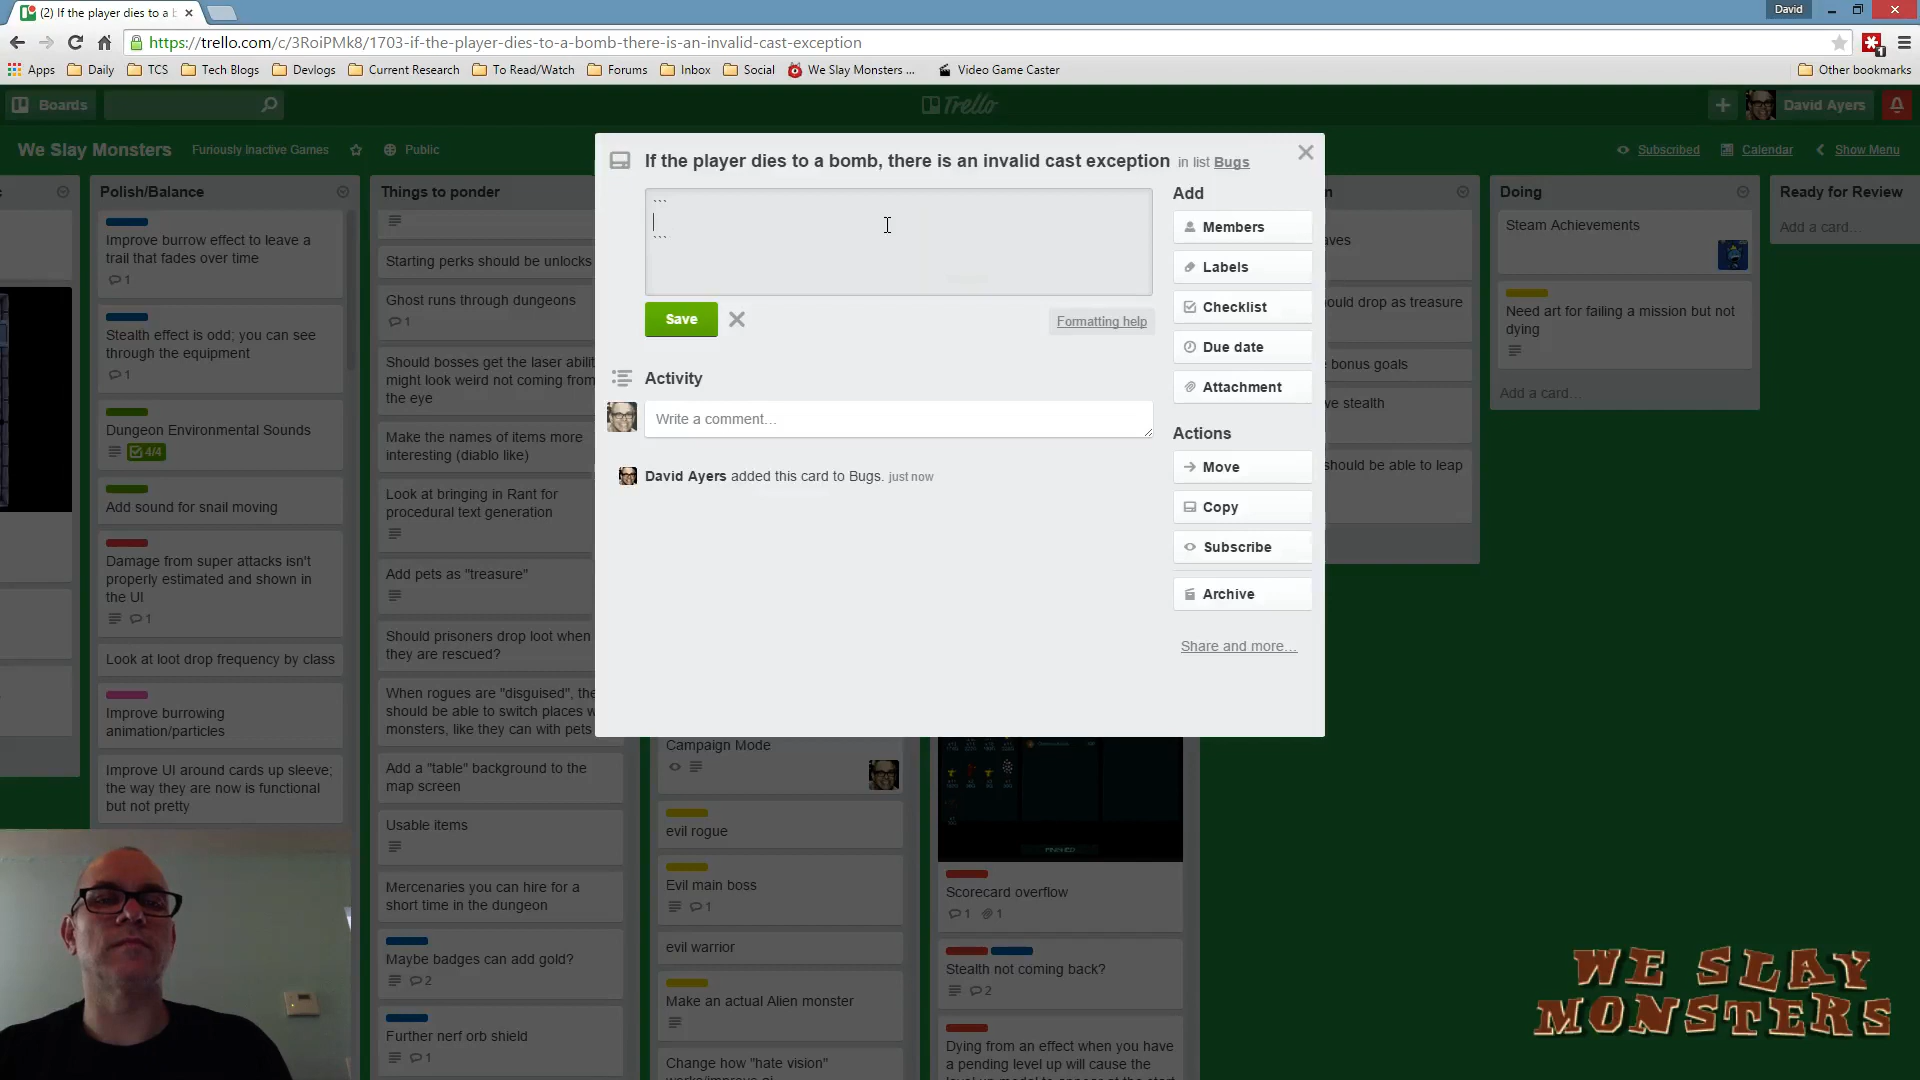 (2) If the player dies to a b
David
https://trello.com/c/3RoiPMk8/1703-if-the-player-dies-to-a-bomb-there-is-an-invalid-cast-exception
1
Apps
Daily
TCS
Tech Blogs
Devlogs
Current Research
To Read/Watch
Forums
Inbox
Social
We Slay Monsters ...
Video Game Caster
Other bookmarks
Boards
Trello
David Ayers
We Slay Monsters
Furiously Inactive Games
Public
Subscribed
Calendar
Show Menu
Polish/Balance
Improve burrow effect to leave a
trail that fades over time
1
Stealth effect is odd; you can see
through the equipment
1
Dungeon Environmental Sounds
4/4
Add sound for snail moving
Damage from super attacks isn't
properly estimated and shown in
the UI
1
Look at loot drop frequency by class
Improve burrowing
animation/particles
Improve UI around cards up sleeve;
the way they are now is functional
but not pretty
Things to ponder
Starting perks should be unlocks
Ghost runs through dungeons
1
Should bosses get the laser abilit
might look weird not coming from
the eye
Make the names of items more
interesting (diablo like)
Look at bringing in Rant for
procedural text generation
Add pets as "treasure"
Should prisoners drop loot when
they are rescued?
When rogues are "disguised", the
should be able to switch places w
monsters, like they can with pets
Add a "table" background to the
map screen
Usable items
Mercenaries you can hire for a
short time in the dungeon
Maybe badges can add gold?
2
Further nerf orb shield
1
If the player dies to a bomb, there is an invalid cast exception in list Bugs
```
```
Save
Formatting help
Activity
Write a comment…
David Ayers added this card to Bugs. just now
Add
Members
Labels
Checklist
Due date
Attachment
Actions
Move
Copy
Subscribe
Archive
Share and more…
Campaign Mode
evil rogue
Evil main boss
1
evil warrior
Make an actual Alien monster
Change how "hate vision"
Scorecard overflow
1 1
Stealth not coming back?
2
Dying from an effect when you have
a pending level up will cause the
n
aves
ould drop as treasure
bonus goals
ve stealth
should be able to leap
Doing
Steam Achievements
Need art for failing a mission but not
dying
Add a card…
Ready for Review
Add a card…
WE SLAY
MONSTERS